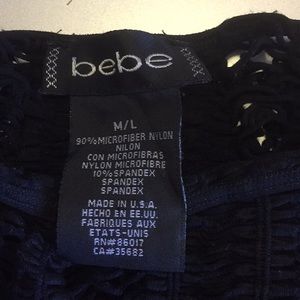 bebe
M/L
90% MICROFIBER NYLON
NILON
CON MICROFIBRAS
NYLON MICROFIBRE
10% SPANDEX
SPANDEX
SPANDEX
MADE IN U.S.A.
HECHO EN EE.UU.
FABRIQUE AUX
ETATS-UNIS
RN#86017
CA#35682